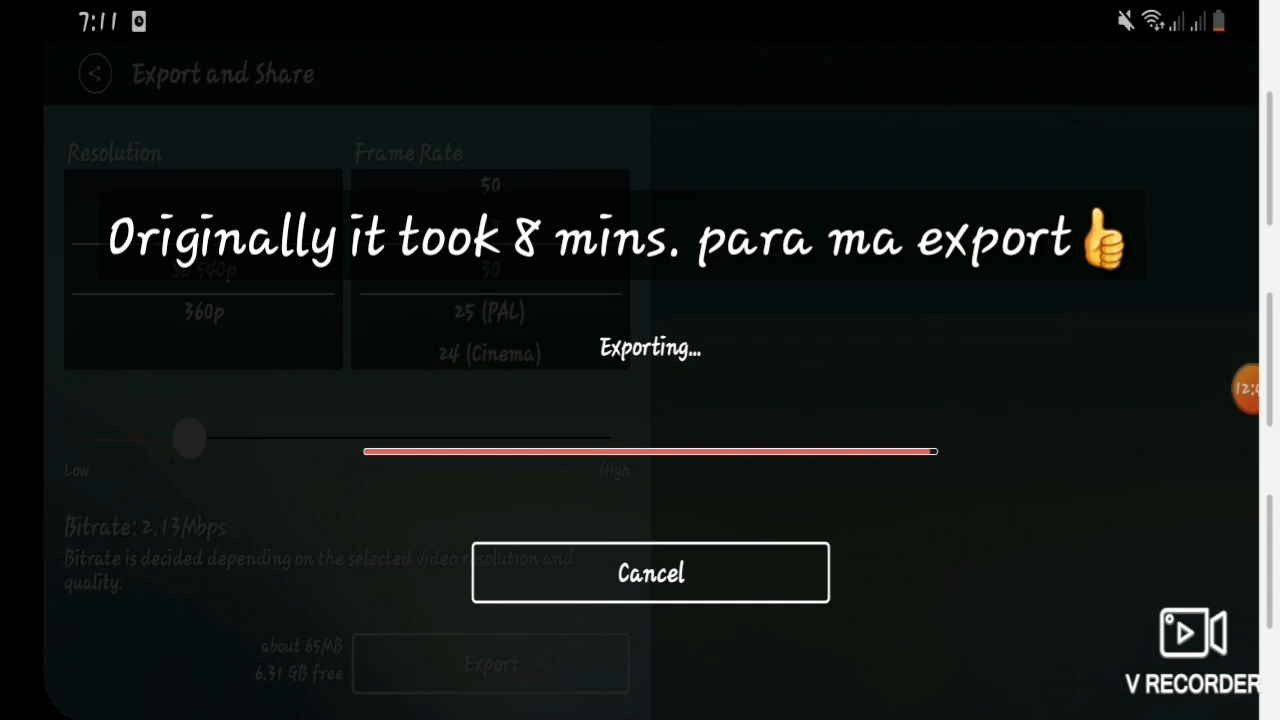 7:11
Export and Share
Resolution
Frame Rate
50
Originally it took 8 mins. para ma export👍
540p
30
360p
25 (PAL)
24 (Cinema)
Exporting...
Low
High
Bitrate: 2.13Mbps
Bitrate is decided depending on the selected video resolution and
quality.
Cancel
about 65MB
6.31 GB free
Export
V RECORDER